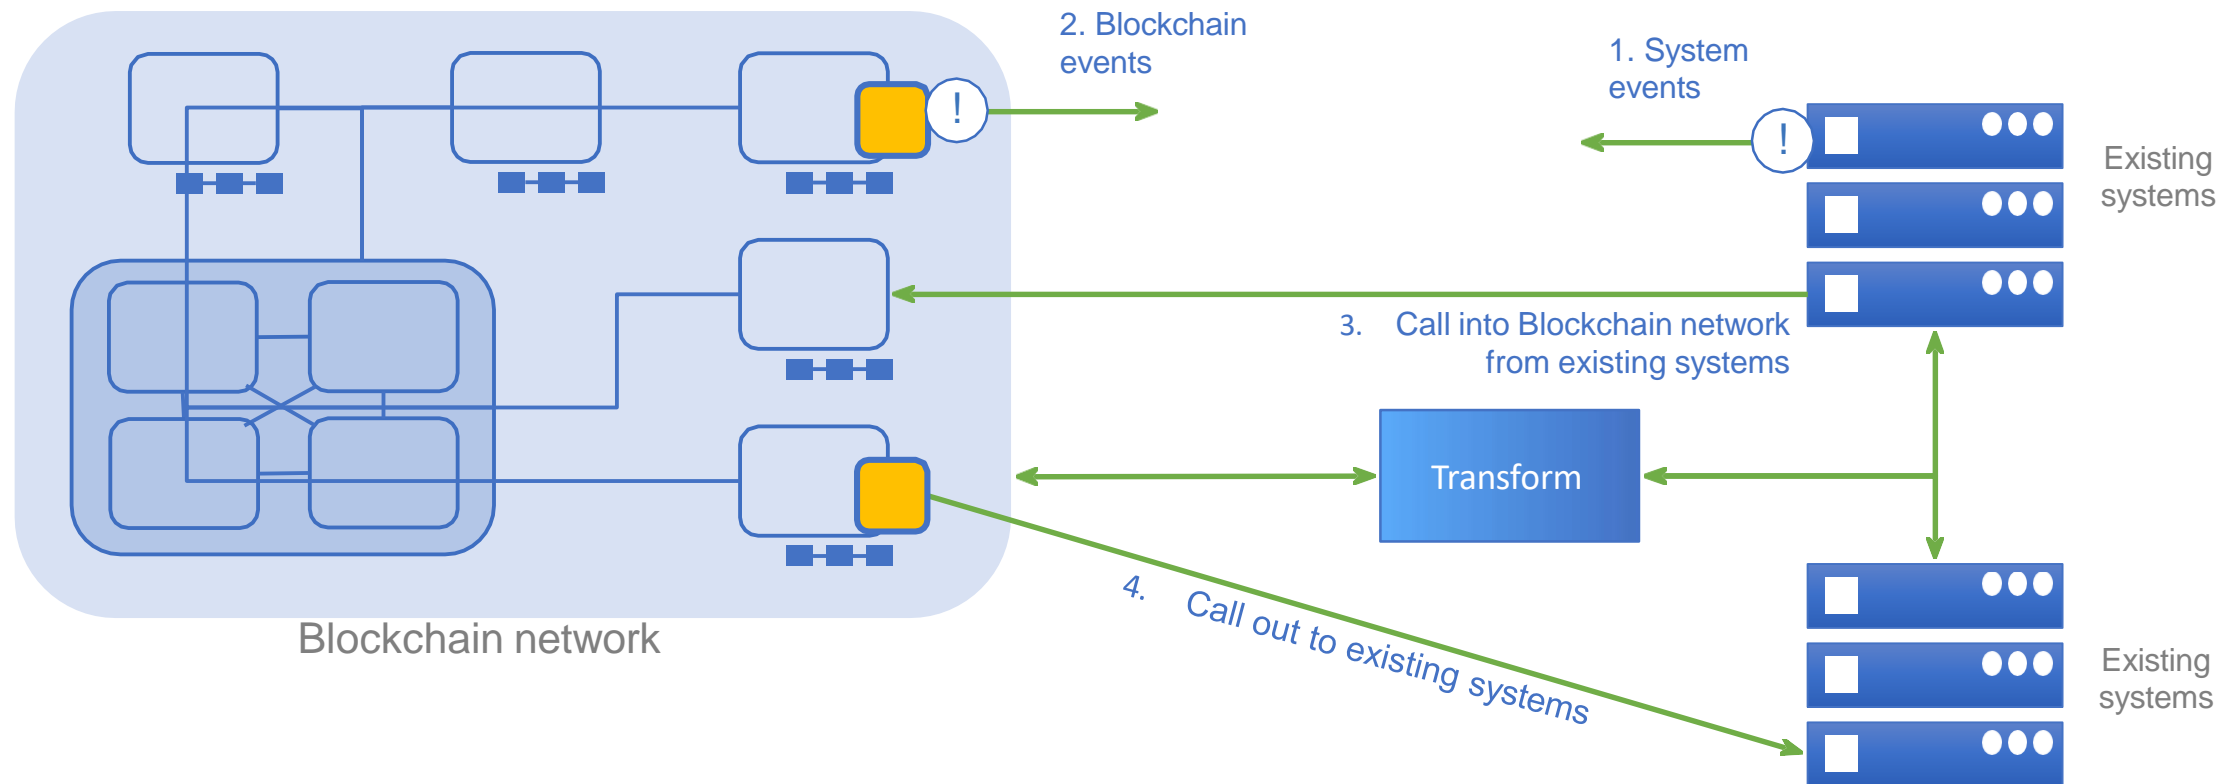 2. Blockchain
events
1. System
events
!
!
Existing
systems
3. Call into Blockchain network
from existing systems
Transform
4. Call out to existing systems
Blockchain network
Existing
systems